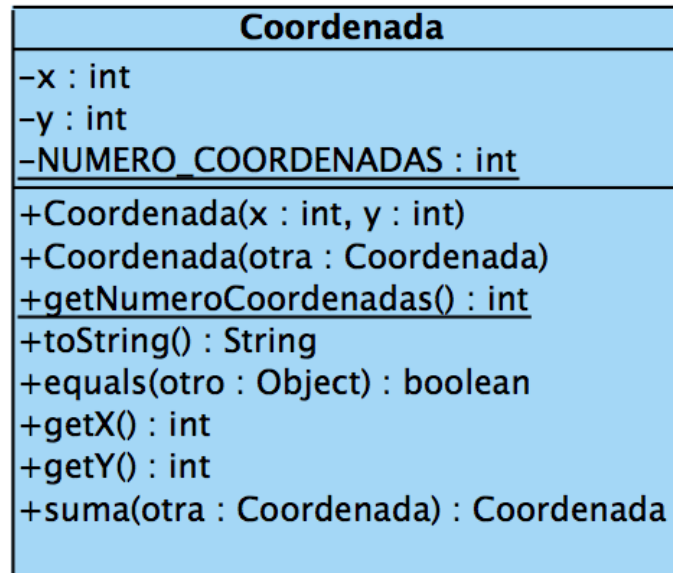 Coordenada
-x : int
-y : int
-NUMERO_COORDENADAS : int
+Coordenada(x : int, y : int)
+Coordenada(otra : Coordenada)
+getNumeroCoordenadas() : int
+toString() : String
+equals(otro : Object) : boolean
+getX() : int
+getY() : int
+suma(otra : Coordenada) : Coordenada